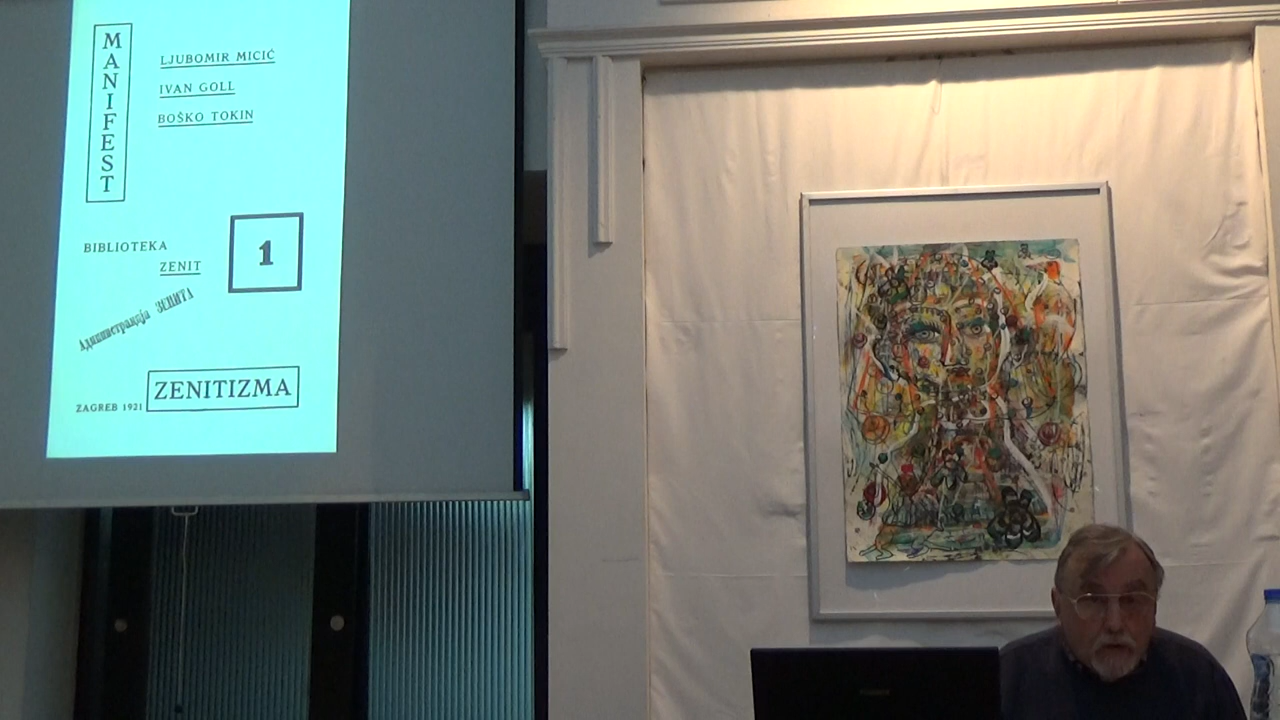 MANIFEST
LJUBOMIR MICIĆ
IVAN GOLL
BOŠKO TOKIN
BIBLIOTEKA
ZENIT
1
Администрација ЗЕНИТА
ZAGREB 1921
ZENITIZMA